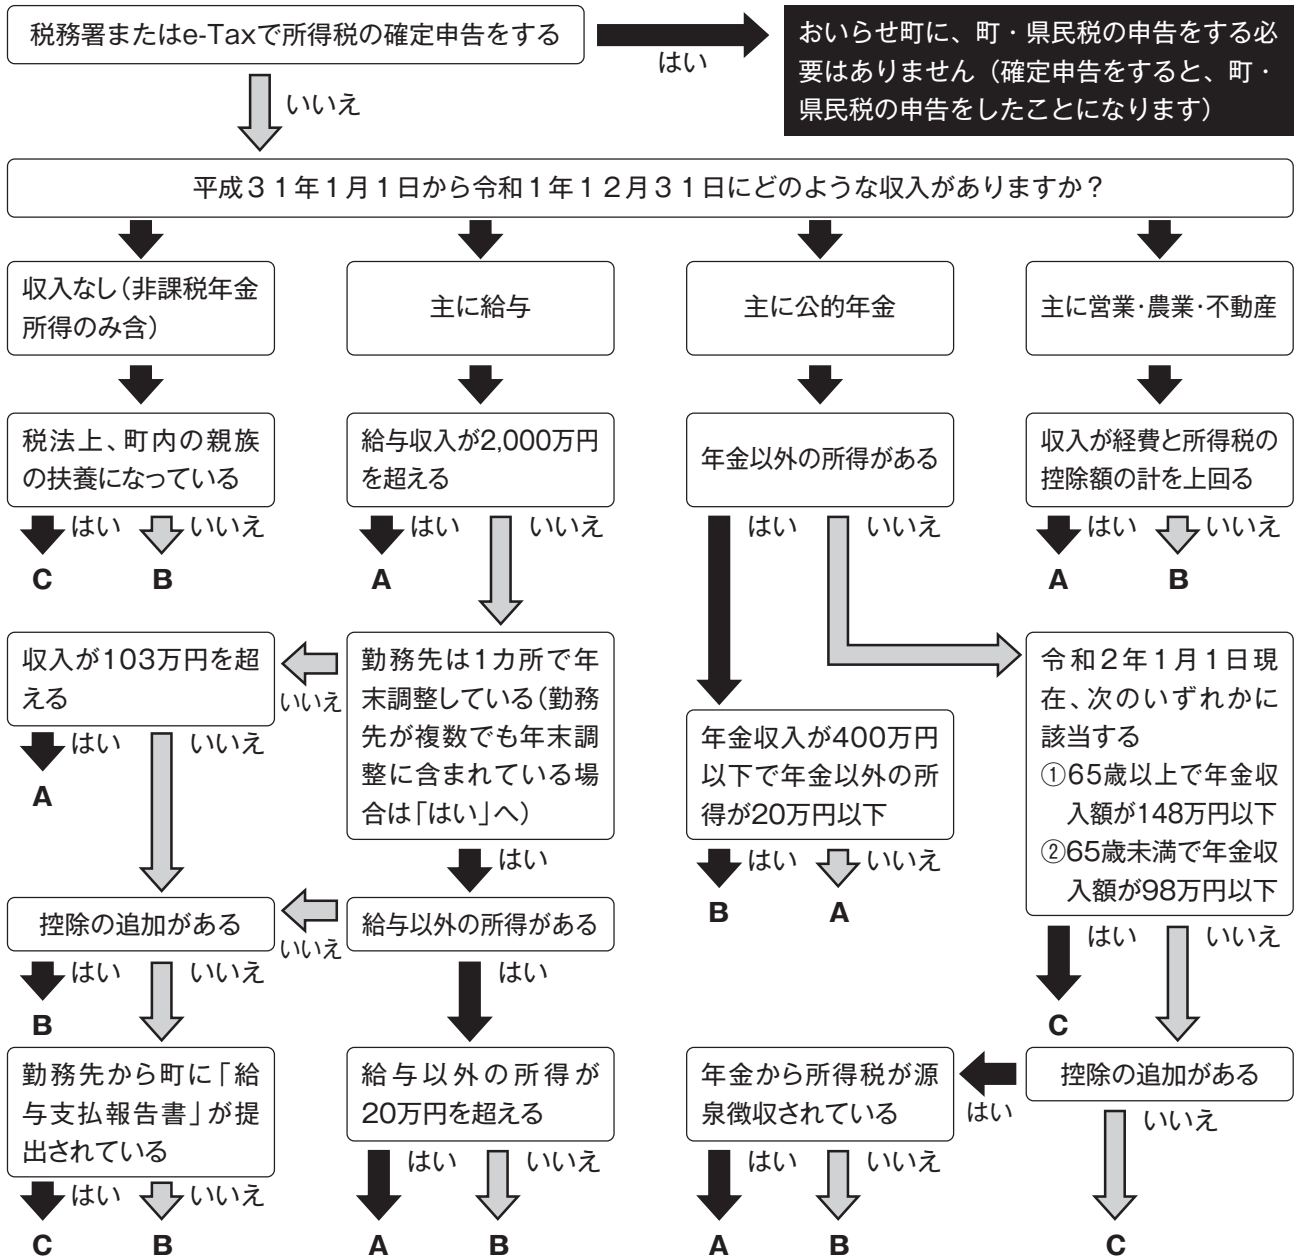 税務署またはe-Taxで所得税の確定申告をする
はい
おいらせ町に、町・県民税の申告をする必
要はありません（確定申告をすると、町・
県民税の申告をしたことになります）
いいえ
平成３１年１月１日から令和１年１２月３１日にどのような収入がありますか？
収入なし（非課税年金
所得のみ含）
主に給与
主に公的年金
主に営業・農業・不動産
税法上、町内の親族
の扶養になっている
給与収入が2,000万円
を超える
年金以外の所得がある
収入が経費と所得税の
控除額の計を上回る
はい
いいえ
はい
いいえ
はい
いいえ
はい
いいえ
C
B
A
A
B
収入が103万円を超
える
いいえ
勤務先は1カ所で年
末調整している（勤務
先が複数でも年末調
整に含まれている場
合は「はい」へ）
令和２年１月１日現
在、次のいずれかに
該当する
①65歳以上で年金収
入額が148万円以下
②65歳未満で年金収
入額が98万円以下
はい
いいえ
A
年金収入が400万円
以下で年金以外の所
得が20万円以下
はい
はい
いいえ
B
A
控除の追加がある
いいえ
給与以外の所得がある
はい
いいえ
はい
はい
いいえ
B
C
勤務先から町に「給
与支払報告書」が提
出されている
給与以外の所得が
20万円を超える
年金から所得税が源
泉徴収されている
はい
控除の追加がある
はい
いいえ
はい
いいえ
はい
いいえ
いいえ
C
B
A
B
A
B
C